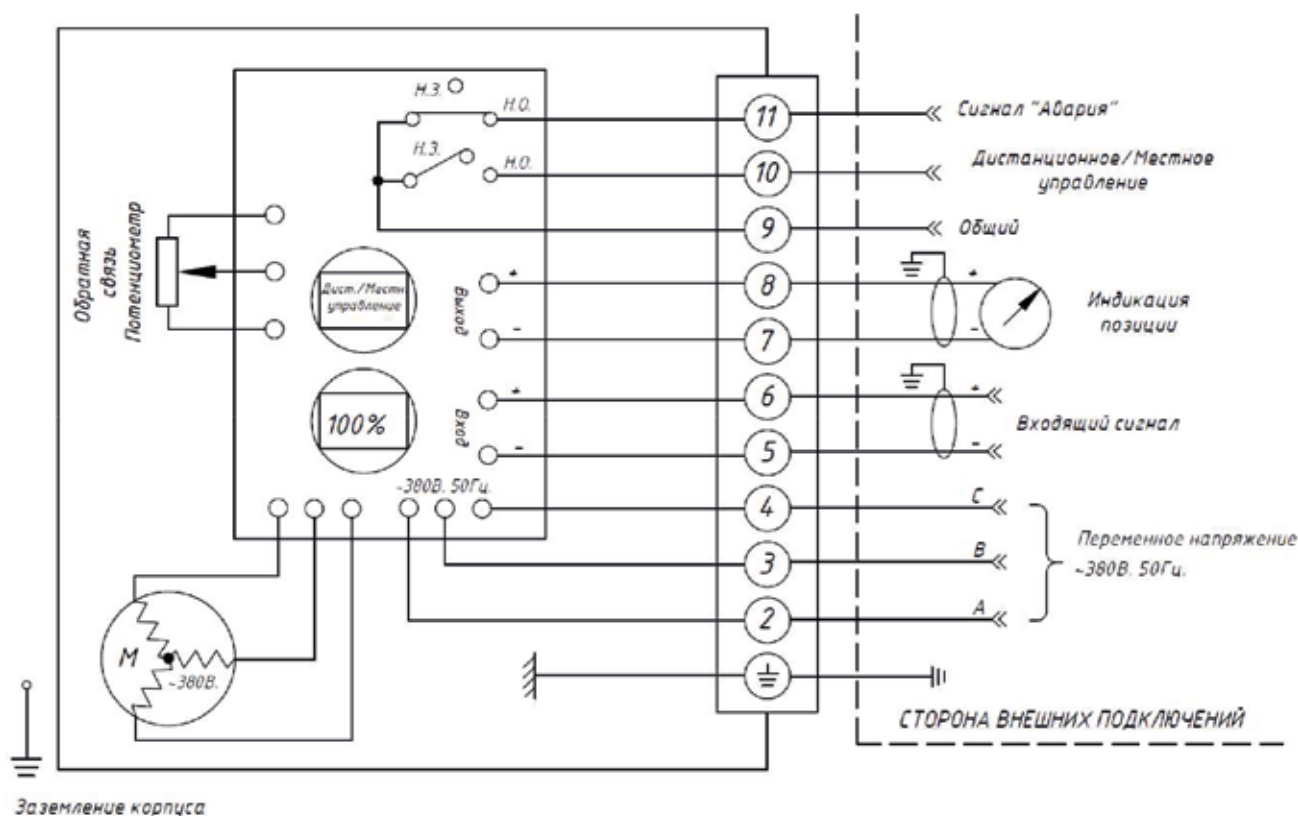 Н.З.
Н.О.
Н.З.
Н.О.
11
10
9
8
7
6
5
4
3
2
Сигнал "Авария"
Дистанционное/Местное
управление
Общий
Обратная
связь
Потенциометр
Дист./Местн
управление
100%
+
-
Выход
+
-
Вход
+
-
Индикация
позиции
+
-
Входящий сигнал
~380В. 50Гц.
C
B
A
Переменное напряжение
~380В. 50Гц.
М
~380В.
СТОРОНА ВНЕШНИХ ПОДКЛЮЧЕНИЙ
Заземление корпуса